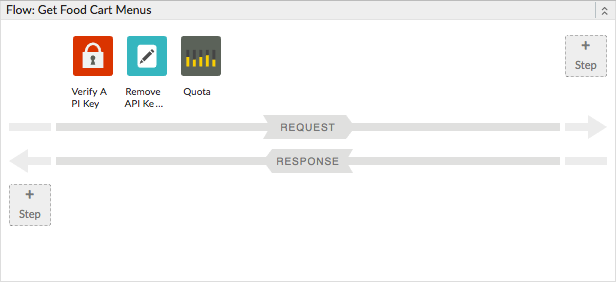 Flow: Get Food Cart Menus
+
Step
Verify A
PI Key
Remove
API Ke...
Quota
REQUEST
RESPONSE
+
Step